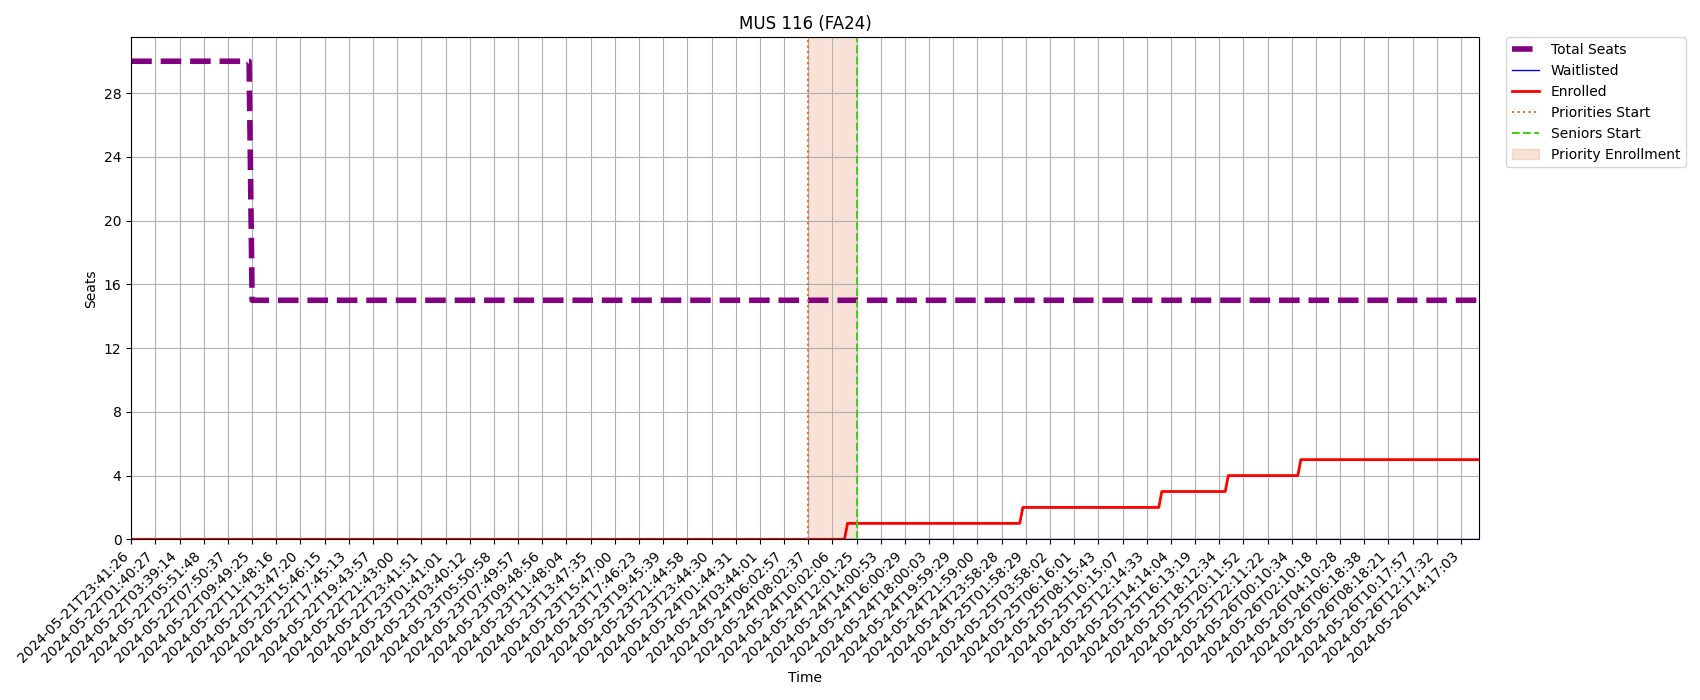 MUS 116 (FA24)
Total Seats
Waitlisted
Enrolled
Priorities Start
Seniors Start
Priority Enrollment
Seats
28
24
20
16
12
8
4
0
2024-05-21T23:41:26
2024-05-22T01:40:27
2024-05-22T03:39:14
2024-05-22T05:51:48
2024-05-22T07:50:37
2024-05-22T09:49:25
2024-05-22T11:48:16
2024-05-22T13:47:20
2024-05-22T15:46:15
2024-05-22T17:45:13
2024-05-22T19:43:57
2024-05-22T21:43:00
2024-05-22T23:41:51
2024-05-23T01:41:01
2024-05-23T03:40:12
2024-05-23T05:50:58
2024-05-23T07:49:57
2024-05-23T09:48:56
2024-05-23T11:48:04
2024-05-23T13:47:35
2024-05-23T15:47:00
2024-05-23T17:46:23
2024-05-23T19:45:39
2024-05-23T21:44:58
2024-05-23T23:44:30
2024-05-24T01:44:31
2024-05-24T03:44:01
2024-05-24T06:02:57
2024-05-24T08:02:37
2024-05-24T10:02:06
2024-05-24T12:01:25
2024-05-24T14:00:53
2024-05-24T16:00:29
2024-05-24T18:00:03
2024-05-24T19:59:29
2024-05-24T21:59:00
2024-05-24T23:58:28
2024-05-25T01:58:29
2024-05-25T03:58:02
2024-05-25T06:16:01
2024-05-25T08:15:43
2024-05-25T10:15:07
2024-05-25T12:14:33
2024-05-25T14:14:04
2024-05-25T16:13:19
2024-05-25T18:12:34
2024-05-25T20:11:52
2024-05-25T22:11:22
2024-05-26T00:10:34
2024-05-26T02:10:18
2024-05-26T04:10:28
2024-05-26T06:18:38
2024-05-26T08:18:21
2024-05-26T10:17:57
2024-05-26T12:17:32
2024-05-26T14:17:03
Time